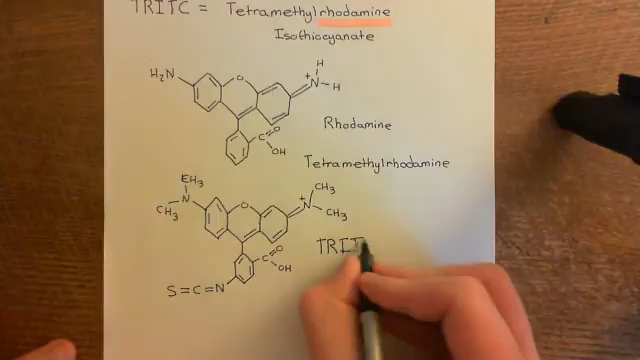 TRITC = Tetramethylrhodamine
Isothiocyanate
H₂N
O
+
N
H
H
C
O
OH
Rhodamine
Tetramethylrhodamine
CH₃
N
CH₃
O
+
N
CH₃
CH₃
C
O
OH
S=C=N
TRIT